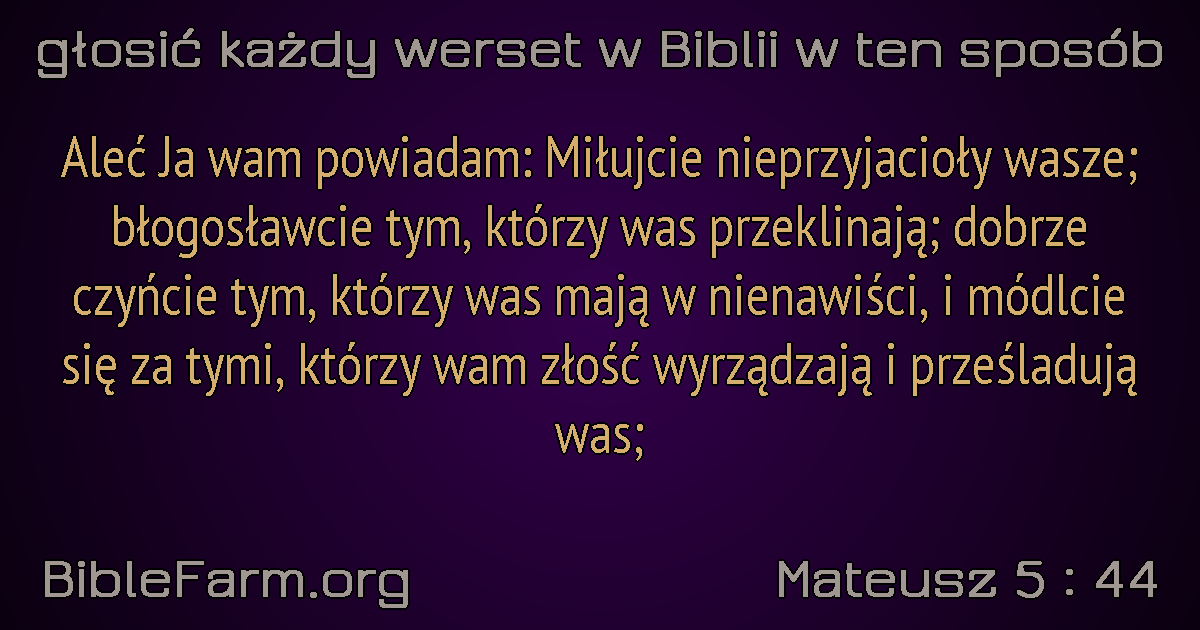 głosić każdy werset w Biblii w ten sposób
Aleć Ja wam powiadam: Miłujcie nieprzyjacioły wasze;
błogosławcie tym, którzy was przeklinają; dobrze
czyńcie tym, którzy was mają w nienawiści, i módlcie
się za tymi, którzy wam złość wyrządzają i prześladują
was;
BibleFarm.org
Mateusz 5 : 44